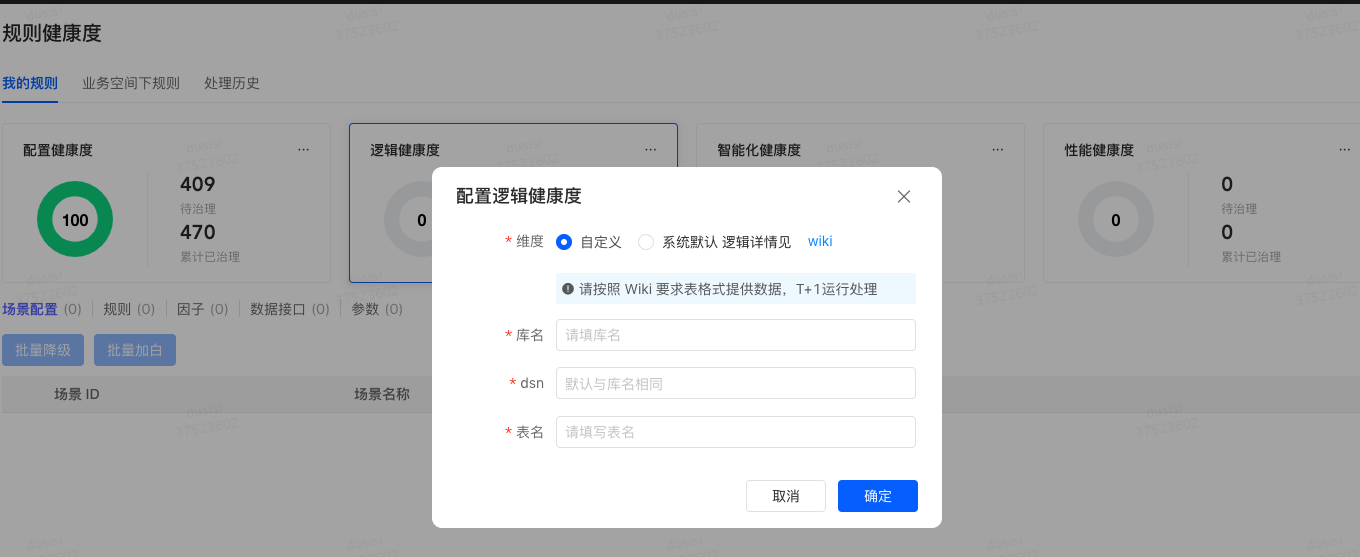 规则健康度
我的规则 业务空间下规则 处理历史
配置健康度 ...
100
409
待治理
470
累计已治理
逻辑健康度 ...
0
智能化健康度 ...
性能健康度 ...
0
0
待治理
0
累计已治理
场景配置 (0) 规则 (0) 因子 (0) 数据接口 (0) 参数 (0)
批量降级 批量加白
场景 ID 场景名称
配置逻辑健康度
* 维度 自定义 系统默认 逻辑详情见 wiki
请按照 Wiki 要求表格式提供数据，T+1运行处理
* 库名 请填库名
* dsn 默认与库名相同
* 表名 请填写表名
取消 确定